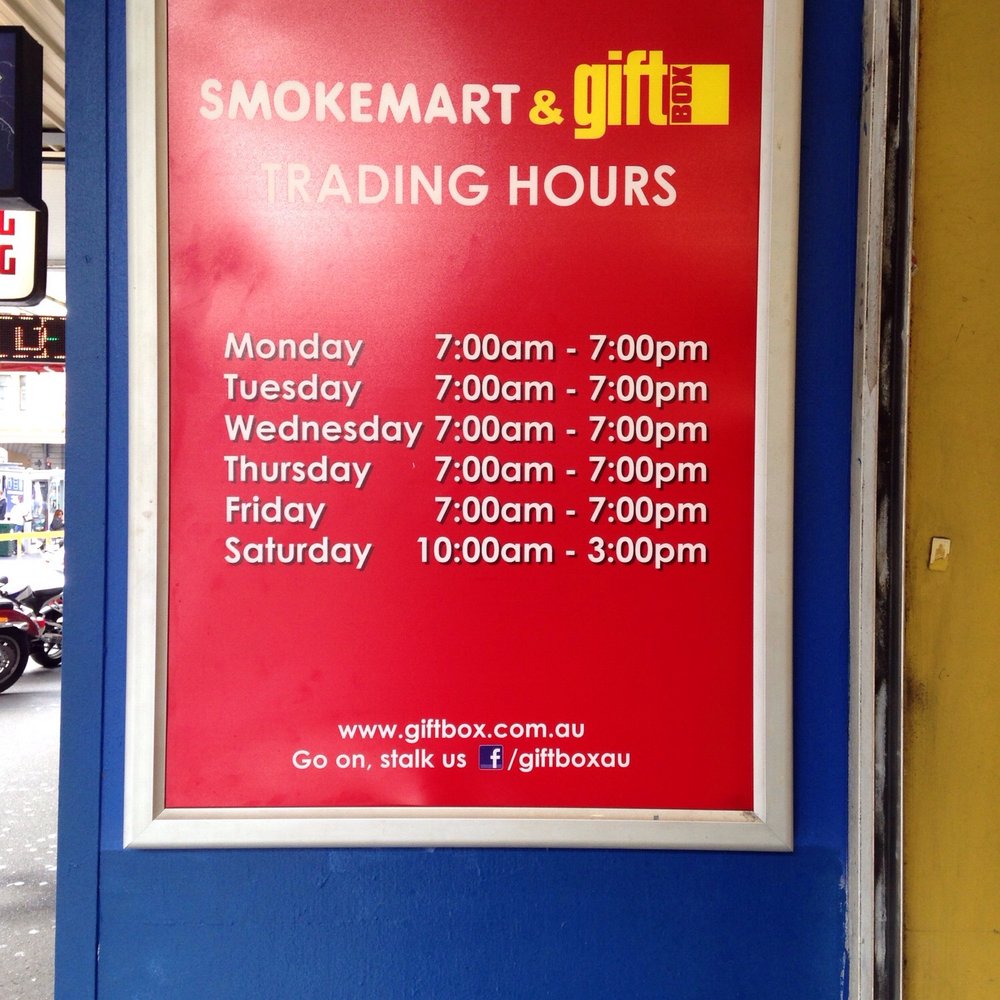 SMOKEMART & gift BOX
TRADING HOURS
Monday 7:00am - 7:00pm
Tuesday 7:00am - 7:00pm
Wednesday 7:00am - 7:00pm
Thursday 7:00am - 7:00pm
Friday 7:00am - 7:00pm
Saturday 10:00am - 3:00pm
www.giftbox.com.au
Go on, stalk us f/giftboxau